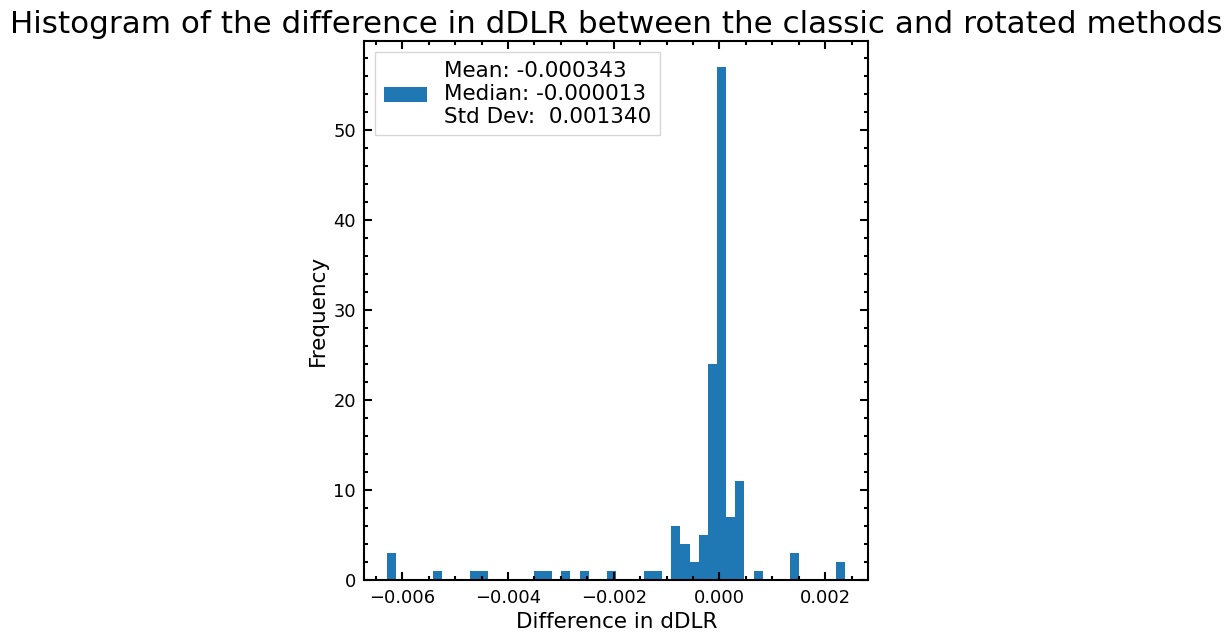 Histogram of the difference in dDLR between the classic and rotated methods
Mean: -0.000343
Median: -0.000013
Std Dev:  0.001340
50
40
30
20
10
0
Frequency
−0.006 −0.004 −0.002 0.000 0.002
Difference in dDLR